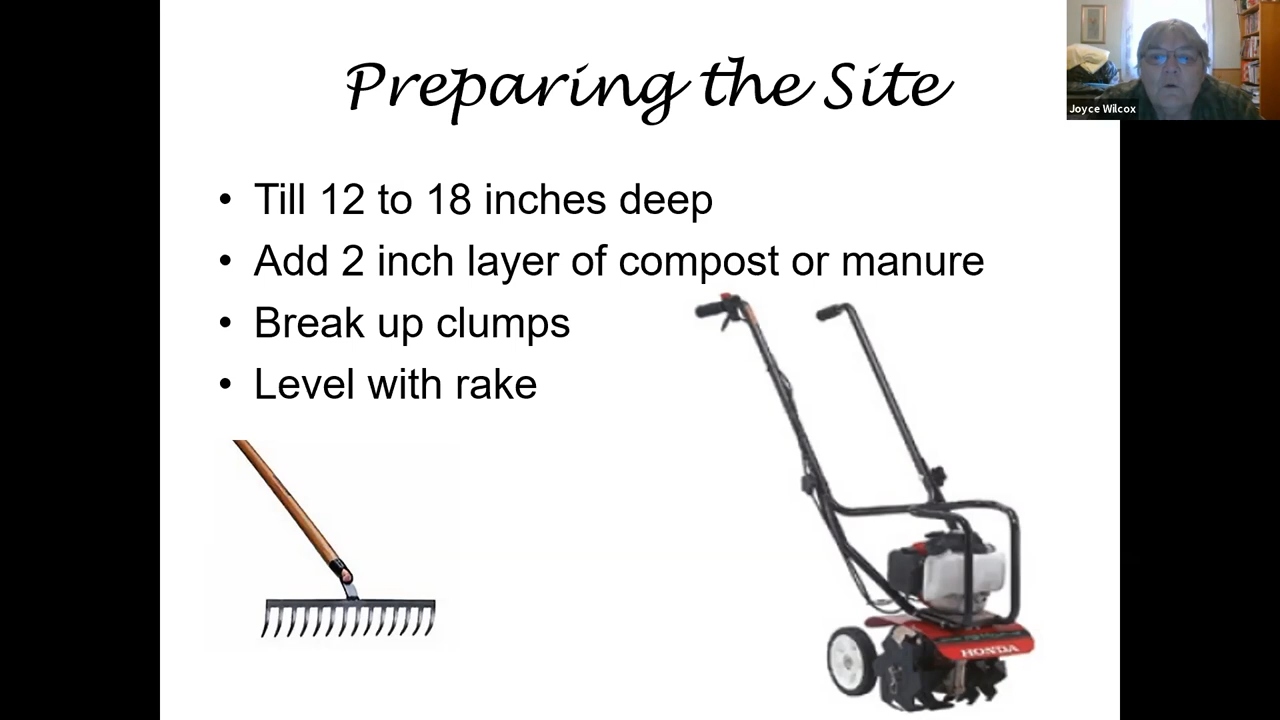 Preparing the Site
Joyce Wilcox
• Till 12 to 18 inches deep
• Add 2 inch layer of compost or manure
• Break up clumps
• Level with rake
HONDA